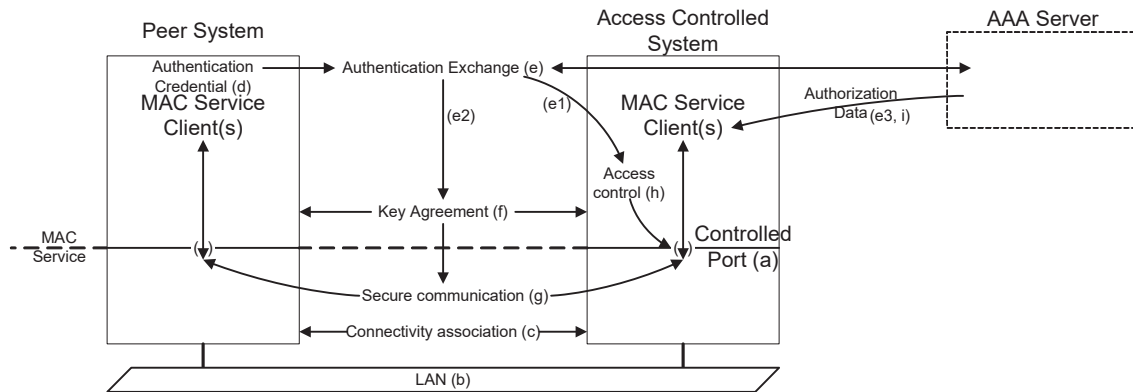 Peer System
Access Controlled
System
AAA Server
Authentication
Credential (d)
Authentication Exchange (e)
(e1)
(e2)
MAC Service
Client(s)
MAC Service
Client(s)
Authorization
Data (e3, i)
Access
control (h)
Key Agreement (f)
MAC
Service
( )
( )
Controlled
Port (a)
Secure communication (g)
Connectivity association (c)
LAN (b)